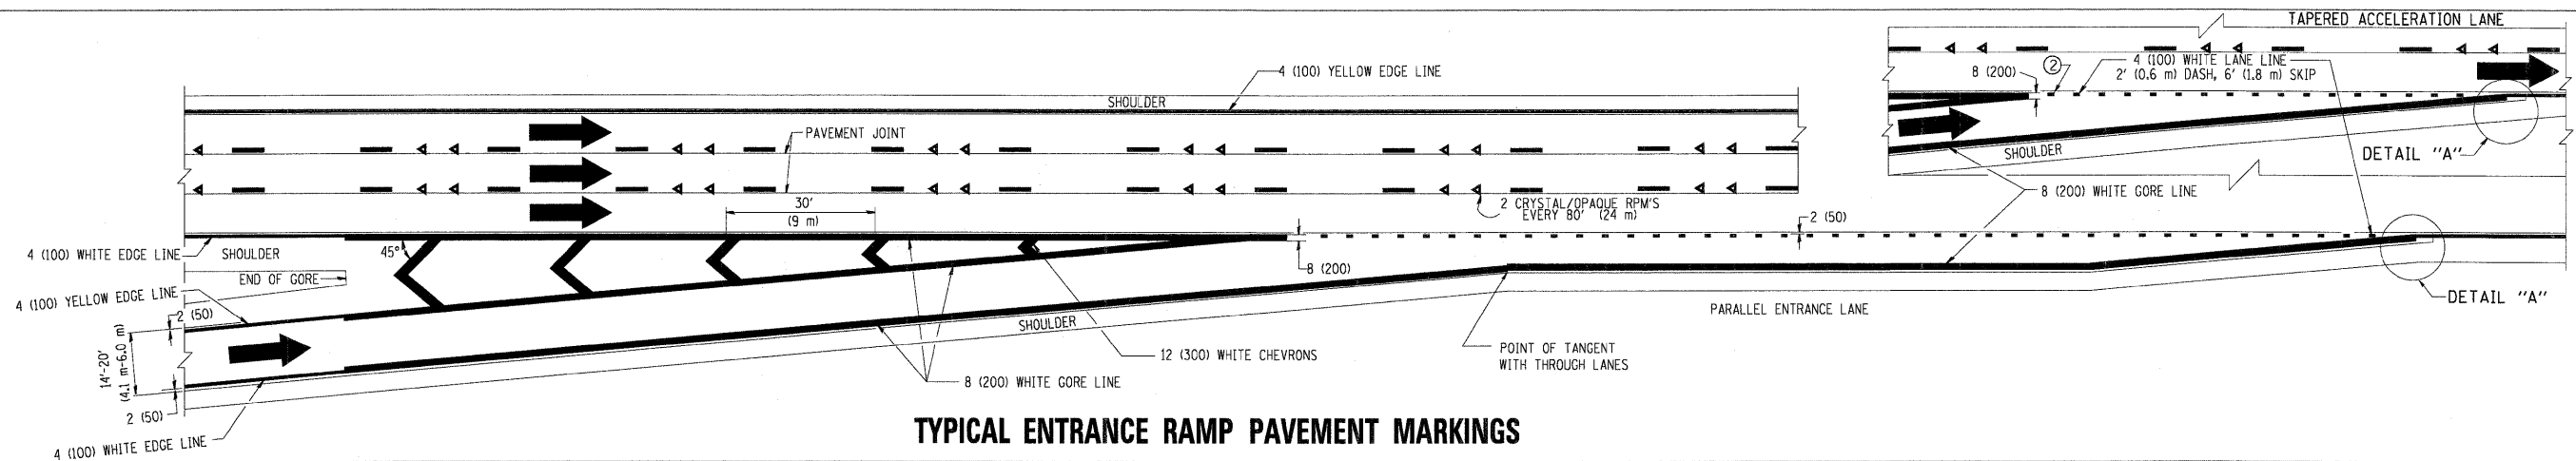 TAPERED ACCELERATION LANE
4 (100) YELLOW EDGE LINE
8 (200)
2
4 (100) WHITE LANE LINE
2' (0.6 m) DASH, 6' (1.8 m) SKIP
SHOULDER
PAVEMENT JOINT
SHOULDER
DETAIL "A"
8 (200) WHITE GORE LINE
30'
(9 m)
2 CRYSTAL/OPAQUE RPM'S
EVERY 80' (24 m)
2 (50)
4 (100) WHITE EDGE LINE
SHOULDER
45°
END OF GORE
8 (200)
4 (100) YELLOW EDGE LINE
2 (50)
14'-20'
(4.1 m-6.0 m)
SHOULDER
PARALLEL ENTRANCE LANE
DETAIL "A"
12 (300) WHITE CHEVRONS
POINT OF TANGENT
WITH THROUGH LANES
8 (200) WHITE GORE LINE
2 (50)
4 (100) WHITE EDGE LINE
TYPICAL ENTRANCE RAMP PAVEMENT MARKINGS